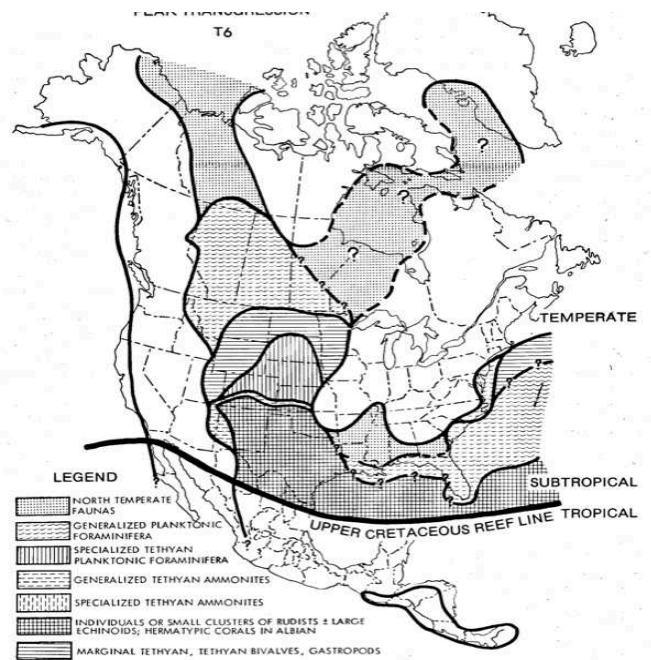 PEAK TRANSGRESSION
T6
?
?
?
TEMPERATE
SUBTROPICAL
TROPICAL
UPPER CRETACEOUS REEF LINE
LEGEND
NORTH TEMPERATE
FAUNAS
GENERALIZED PLANKTONIC
FORAMINIFERA
SPECIALIZED TETHYAN
PLANKTONIC FORAMINIFERA
GENERALIZED TETHYAN AMMONITES
SPECIALIZED TETHYAN AMMONITES
INDIVIDUALS OR SMALL CLUSTERS OF RUDISTS ± LARGE
ECHINOIDS; HERMATYPIC CORALS IN ALBIAN
MARGINAL TETHYAN, TETHYAN BIVALVES, GASTROPODS